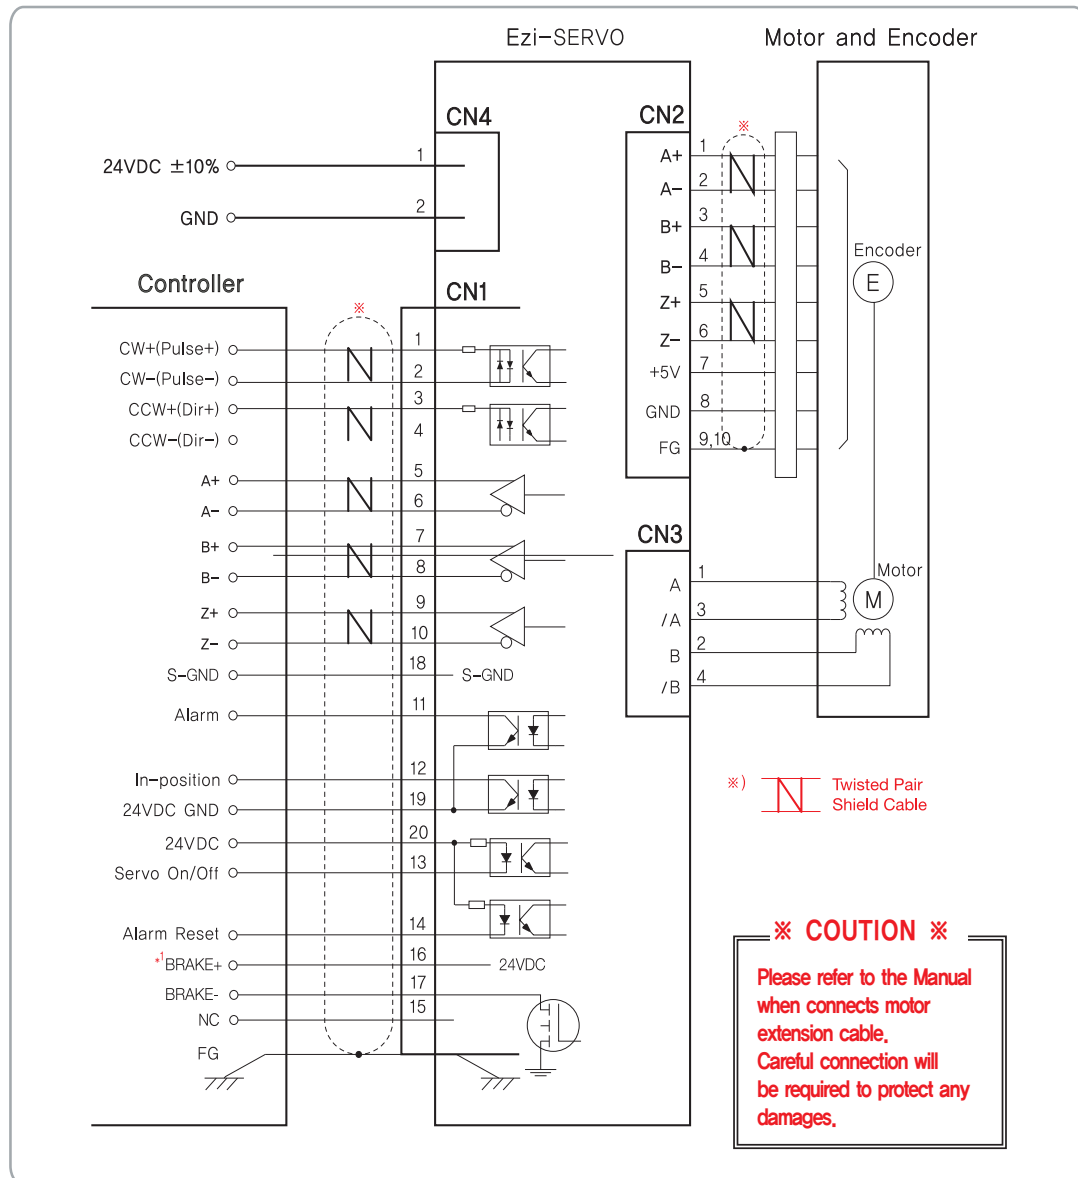 Ezi-SERVO
Motor and Encoder
CN4
24VDC ±10%
1
GND
2
CN2
※
A+
1
A-
2
B+
3
B-
4
Z+
5
Z-
6
+5V
7
GND
8
FG
9,10
Encoder
E
Controller
CN1
※
CW+(Pulse+)
1
CW-(Pulse-)
2
CCW+(Dir+)
3
CCW-(Dir-)
4
A+
5
A-
6
B+
7
B-
8
Z+
9
Z-
10
S-GND
18
S-GND
Alarm
11
In-position
12
24VDC GND
19
24VDC
20
Servo On/Off
13
Alarm Reset
14
*1BRAKE+
16
24VDC
BRAKE-
17
NC
15
FG
CN3
A
1
/A
3
B
2
/B
4
Motor
M
※) Twisted Pair
Shield Cable
※ COUTION ※
Please refer to the Manual
when connects motor
extension cable.
Careful connection will
be required to protect any
damages.